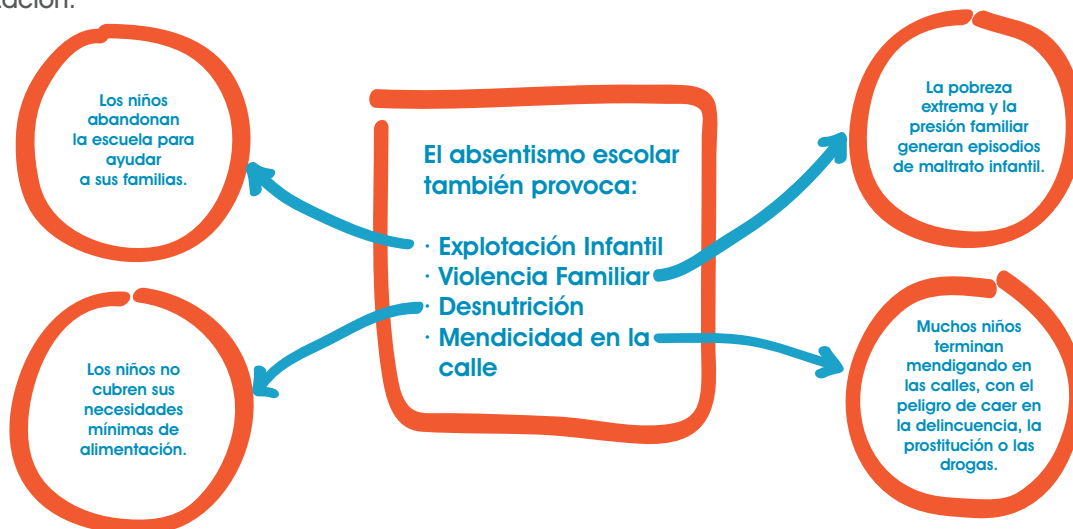 Los niños
abandonan
la escuela para
ayudar
a sus familias.
El absentismo escolar
también provoca:
· Explotación Infantil
· Violencia Familiar
· Desnutrición
· Mendicidad en la
calle
La pobreza
extrema y la
presión familiar
generan episodios
de maltrato infantil.
Los niños no
cubren sus
necesidades
mínimas de
alimentación.
Muchos niños
terminan
mendigando en
las calles, con el
peligro de caer en
la delincuencia, la
prostitución o las
drogas.